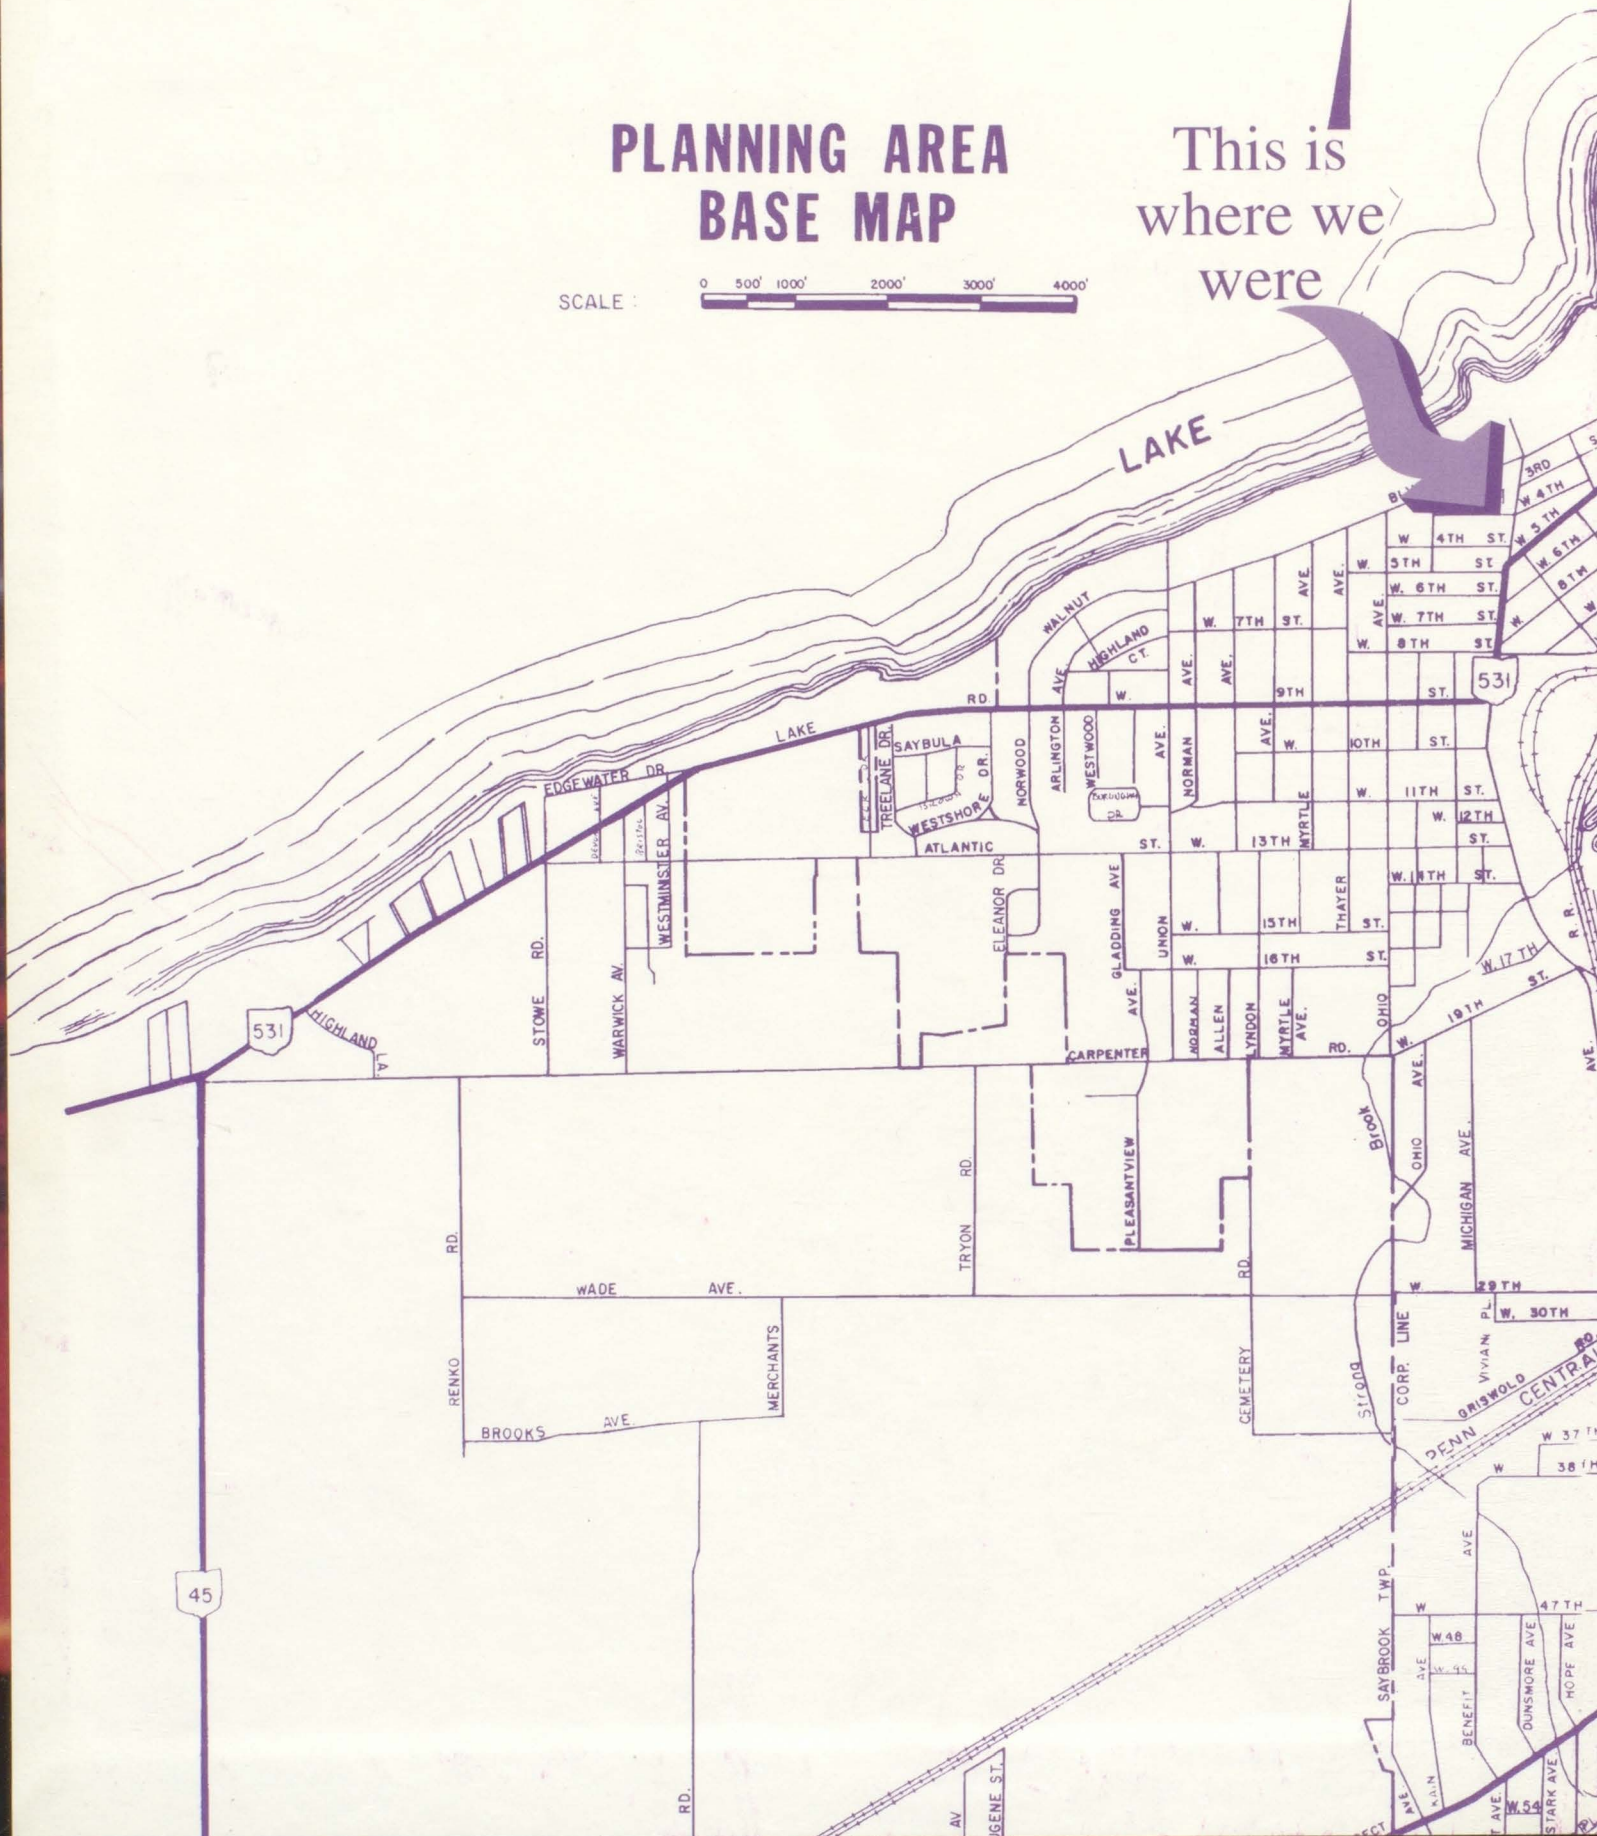 PLANNING AREA
BASE MAP
SCALE :
0 500' 1000' 2000' 3000' 4000'
This is
where we
were
LAKE
3RD
W 4TH
W. 5TH
W. 6TH
8TH
W.
W 4TH ST.
W. 5TH ST
W. 6TH ST.
W. 7TH ST.
W. 8TH ST.
AVE.
AVE.
AVE.
W. 7TH ST.
WALNUT
HIGHLAND
CT.
AVE.
AVE.
AVE.
531
LAKE RD.
W. 9TH ST.
EDGEWATER DR.
TREELANE DR.
SAYBULA
DR.
WESTSHORE
NORWOOD
ARLINGTON
WESTWOOD
AVE.
NORMAN
AVE.
W. 10TH ST.
W. 11TH ST.
W. 12TH
ST.
MYRTLE
BRISTOL
WESTMINSTER AV.
ATLANTIC ST.
W. 13TH
W. 14TH ST.
ELEANOR DR.
GLADDING AVE
UNION
THAYER
W. 15TH ST.
W. 16TH ST.
W. 17TH
W. 19TH ST.
R. R.
STOWE RD.
WARWICK AV.
531
HIGHLAND
LA.
AVE.
NORMAN
ALLEN
LYNDON
MYRTLE
AVE.
OHIO
CARPENTER RD.
AVE.
AVE.
Brook
OHIO
MICHIGAN AVE.
PLEASANTVIEW
TRYON RD.
RENKO RD.
WADE AVE.
CEMETERY RD.
W 29TH
W. 30TH
VIVIAN PL.
MERCHANTS
BROOKS AVE.
Strong
CORP. LINE
GRISWOLD
PENN CENTRAL
W 37TH
W 38TH
45
SAYBROOK TWP.
AVE
W 47TH
W. 48
AVE
BENEFIT
DUNSMORE AVE
HOPE AVE
RD.
AV
AVE.
KAIN
AVE.
W. 54
STARK AVE.